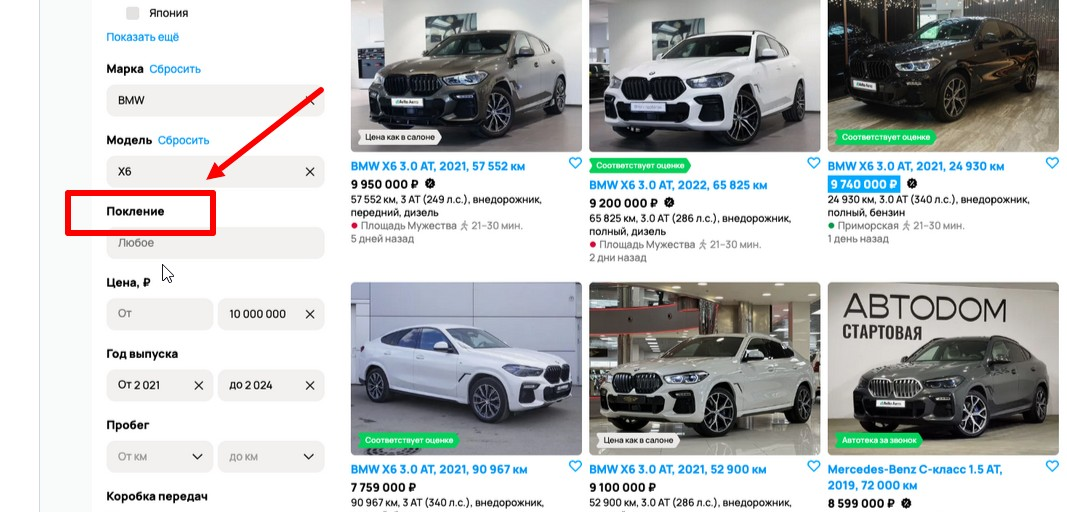 Япония
Показать ещё
Марка Сбросить
BMW
Модель Сбросить
X6
Покление
Любое
Цена, ₽
От
10 000 000
Год выпуска
От 2 021
до 2 024
Пробег
От км
до км
Коробка передач
Цена как в салоне
BMW X6 3.0 AT, 2021, 57 552 км
9 950 000 ₽
57 552 км, 3 AT (249 л.с.), внедорожник,
передний, дизель
Площадь Мужества 21–30 мин.
5 дней назад
Соответствует оценке
BMW X6 3.0 AT, 2022, 65 825 км
9 200 000 ₽
65 825 км, 3.0 AT (286 л.с.), внедорожник,
полный, дизель
Площадь Мужества 21–30 мин.
2 дни назад
Соответствует оценке
BMW X6 3.0 AT, 2021, 24 930 км
9 740 000 ₽
24 930 км, 3.0 AT (340 л.с.), внедорожник,
полный, бензин
Приморская 21–30 мин.
1 день назад
Соответствует оценке
BMW X6 3.0 AT, 2021, 90 967 км
7 759 000 ₽
90 967 км, 3 AT (340 л.с.), внедорожник,
Цена как в салоне
BMW X6 3.0 AT, 2021, 52 900 км
9 100 000 ₽
52 900 км, 3.0 AT (286 л.с.), внедорожник,
АВТОDОМ
СТАРТОВАЯ
Автотека за звонок
Mercedes-Benz C-класс 1.5 AT,
2019, 72 000 км
8 599 000 ₽